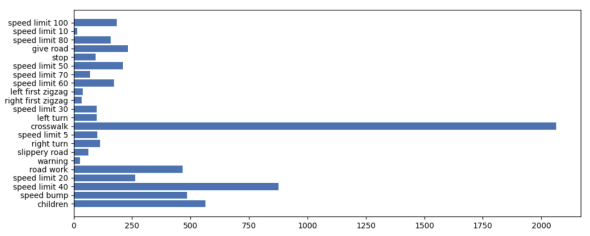 speed limit 100
speed limit 10
speed limit 80
give road
stop
speed limit 50
speed limit 70
speed limit 60
left first zigzag
right first zigzag
speed limit 30
left turn
crosswalk
speed limit 5
right turn
slippery road
warning
road work
speed limit 20
speed limit 40
speed bump
children
0 250 500 750 1000 1250 1500 1750 2000